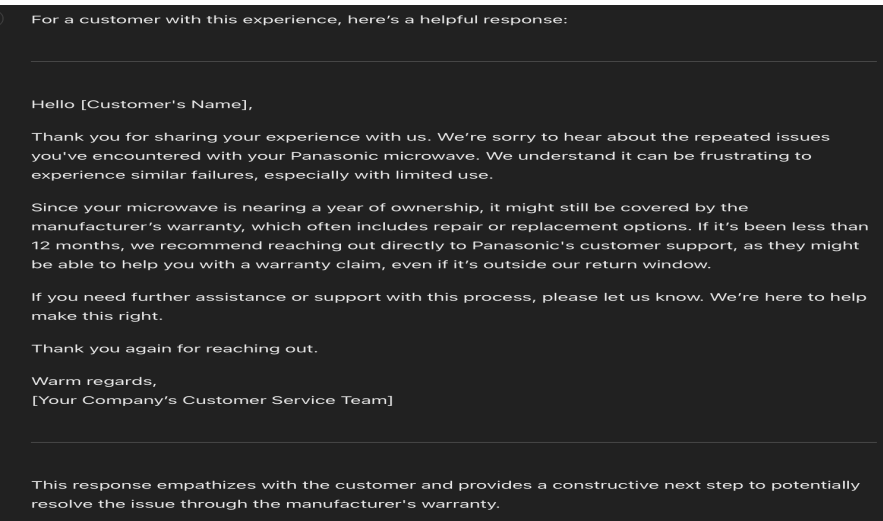 For a customer with this experience, here’s a helpful response:
Hello [Customer's Name],
Thank you for sharing your experience with us. We’re sorry to hear about the repeated issues
you've encountered with your Panasonic microwave. We understand it can be frustrating to
experience similar failures, especially with limited use.
Since your microwave is nearing a year of ownership, it might still be covered by the
manufacturer’s warranty, which often includes repair or replacement options. If it’s been less than
12 months, we recommend reaching out directly to Panasonic's customer support, as they might
be able to help you with a warranty claim, even if it’s outside our return window.
If you need further assistance or support with this process, please let us know. We’re here to help
make this right.
Thank you again for reaching out.
Warm regards,
[Your Company’s Customer Service Team]
This response empathizes with the customer and provides a constructive next step to potentially
resolve the issue through the manufacturer's warranty.